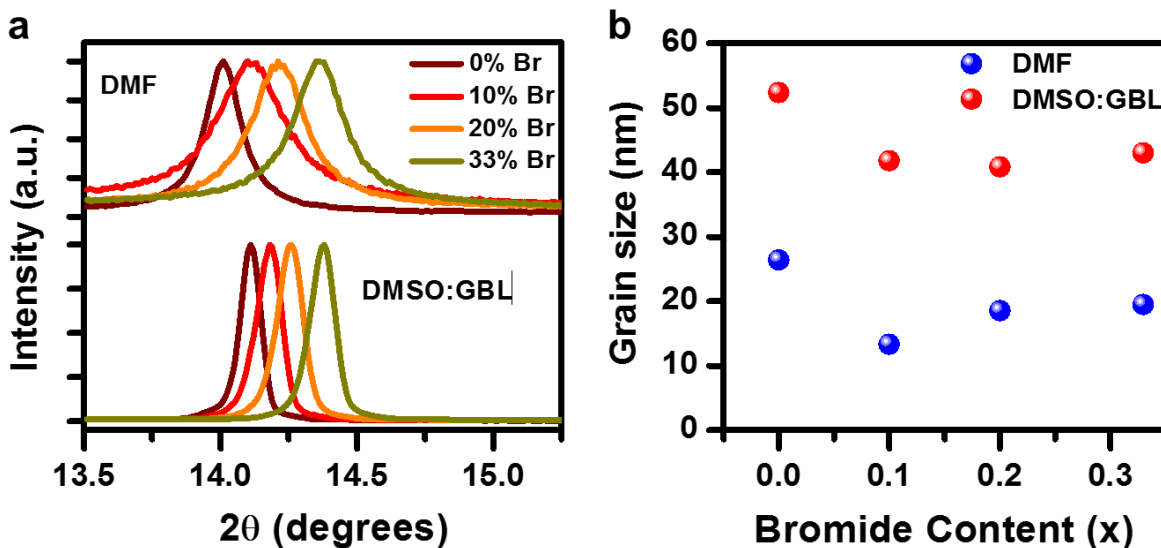 a
Intensity (a.u.)
DMF
0% Br
10% Br
20% Br
33% Br
DMSO:GBL
13.5 14.0 14.5 15.0
2θ (degrees)
b
Grain size (nm)
60
50
40
30
20
10
0
DMF
DMSO:GBL
0.0 0.1 0.2 0.3
Bromide Content (x)